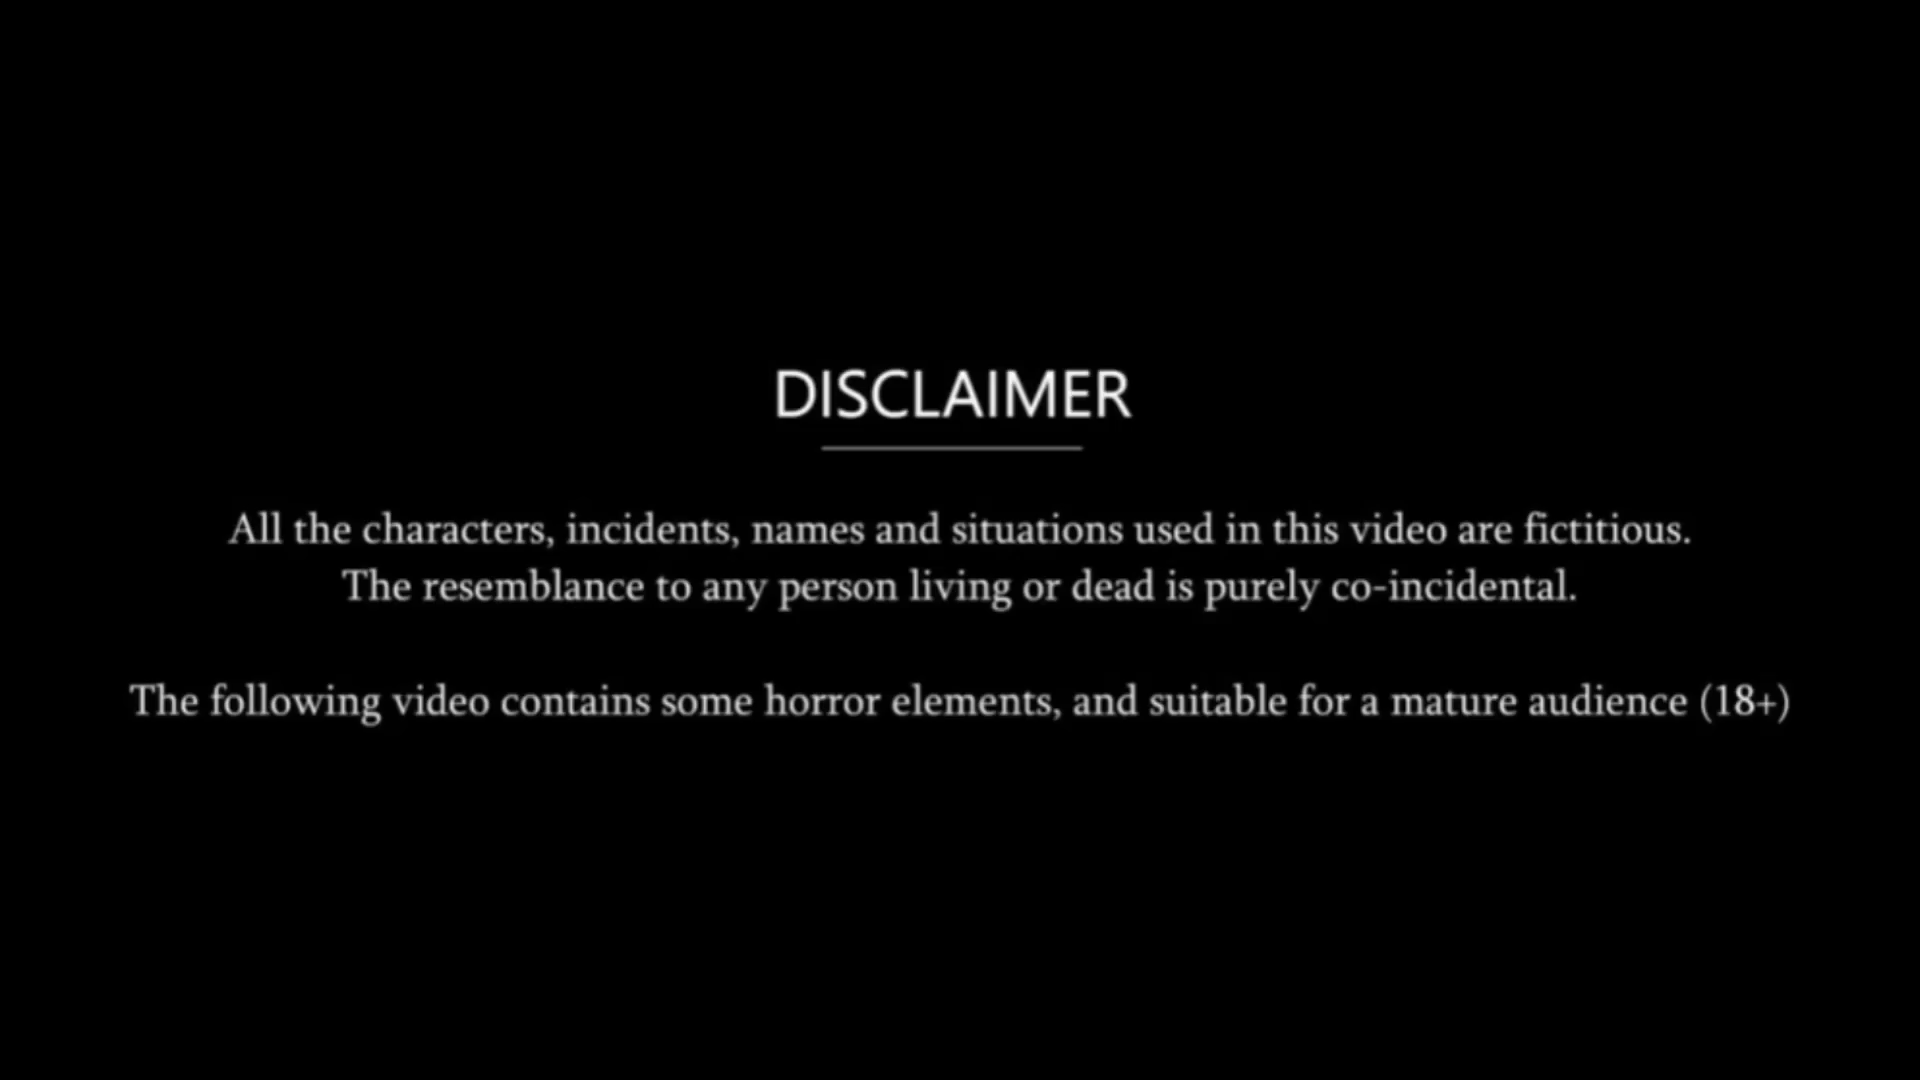 DISCLAIMER
All the characters, incidents, names and situations used in this video are fictitious.
The resemblance to any person living or dead is purely co-incidental.
The following video contains some horror elements, and suitable for a mature audience (18+)